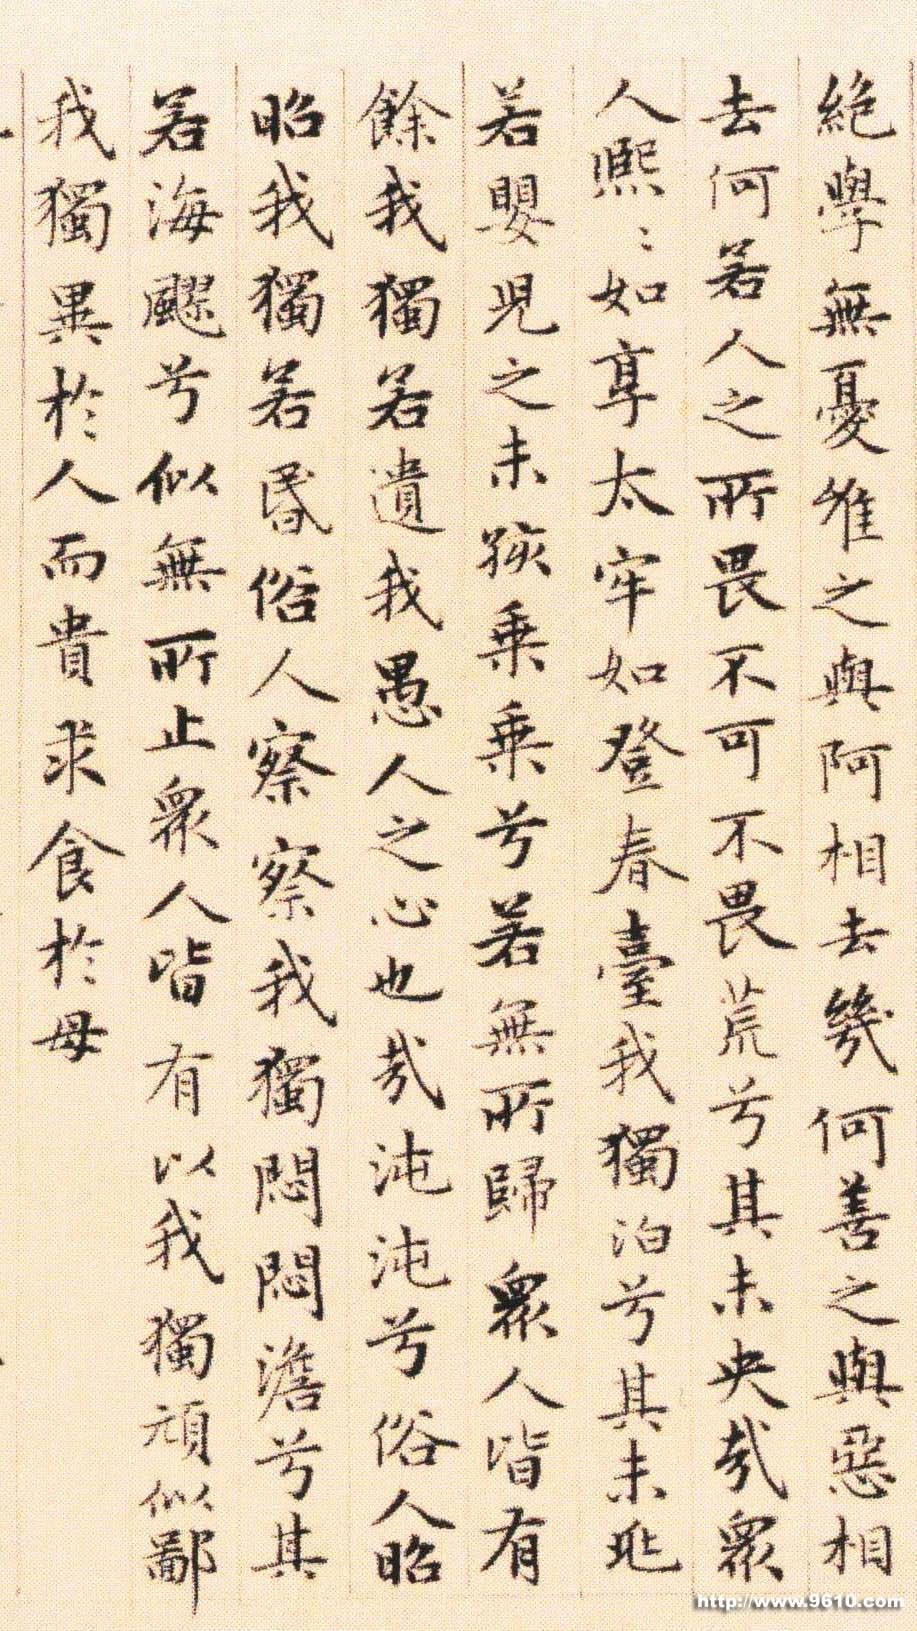 絕學無憂唯之與阿相去幾何善之與惡相
去何若人之所畏不可不畏荒兮其未央哉衆
人熙〻如享太牢如登春臺我獨泊兮其未兆
若嬰兒之未孩乗乗兮若無所歸衆人皆有
餘我獨若遺我愚人之心也哉沌沌兮俗人昭
昭我獨若昏俗人察察我獨悶悶澹兮其
若海飂兮似無所止衆人皆有以我獨頑似鄙
我獨異於人而貴求食於母
http://www.9610.com